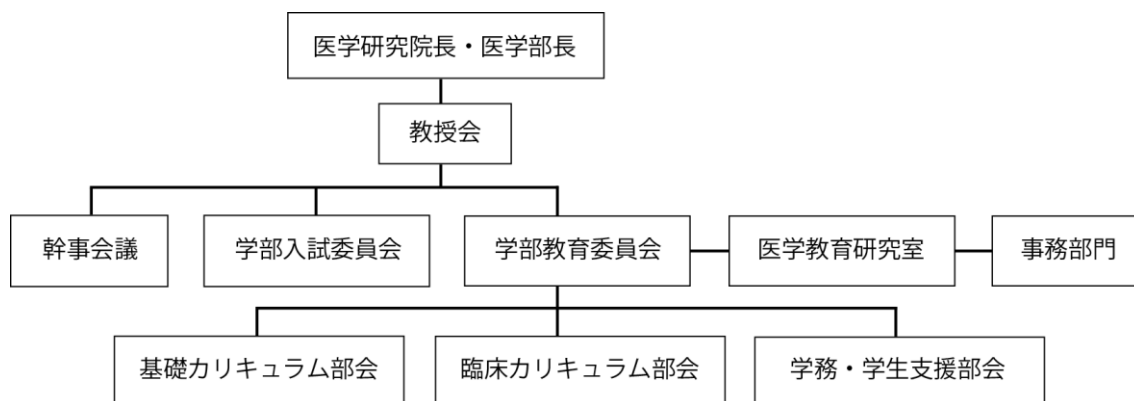 医学研究院長・医学部長
教授会
幹事会議
学部入試委員会
学部教育委員会
医学教育研究室
事務部門
基礎カリキュラム部会
臨床カリキュラム部会
学務・学生支援部会